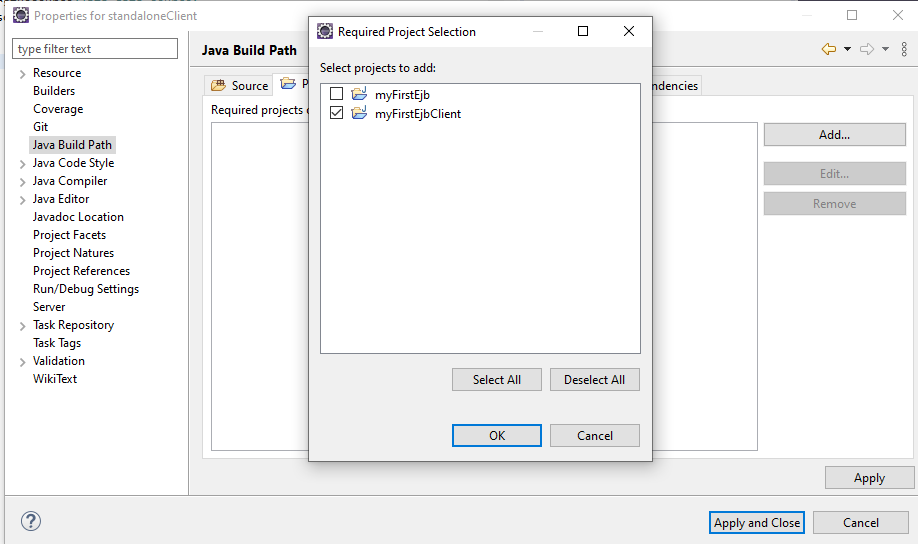 Properties for standaloneClient
type filter text
Resource
Builders
Coverage
Git
Java Build Path
Java Code Style
Java Compiler
Java Editor
Javadoc Location
Project Facets
Project Natures
Project References
Run/Debug Settings
Server
Task Repository
Task Tags
Validation
WikiText
Java Build Path
Source
P
ndencies
Required projects
Add...
Edit...
Remove
Required Project Selection
Select projects to add:
myFirstEjb
myFirstEjbClient
Select All
Deselect All
OK
Cancel
Apply
?
Apply and Close
Cancel